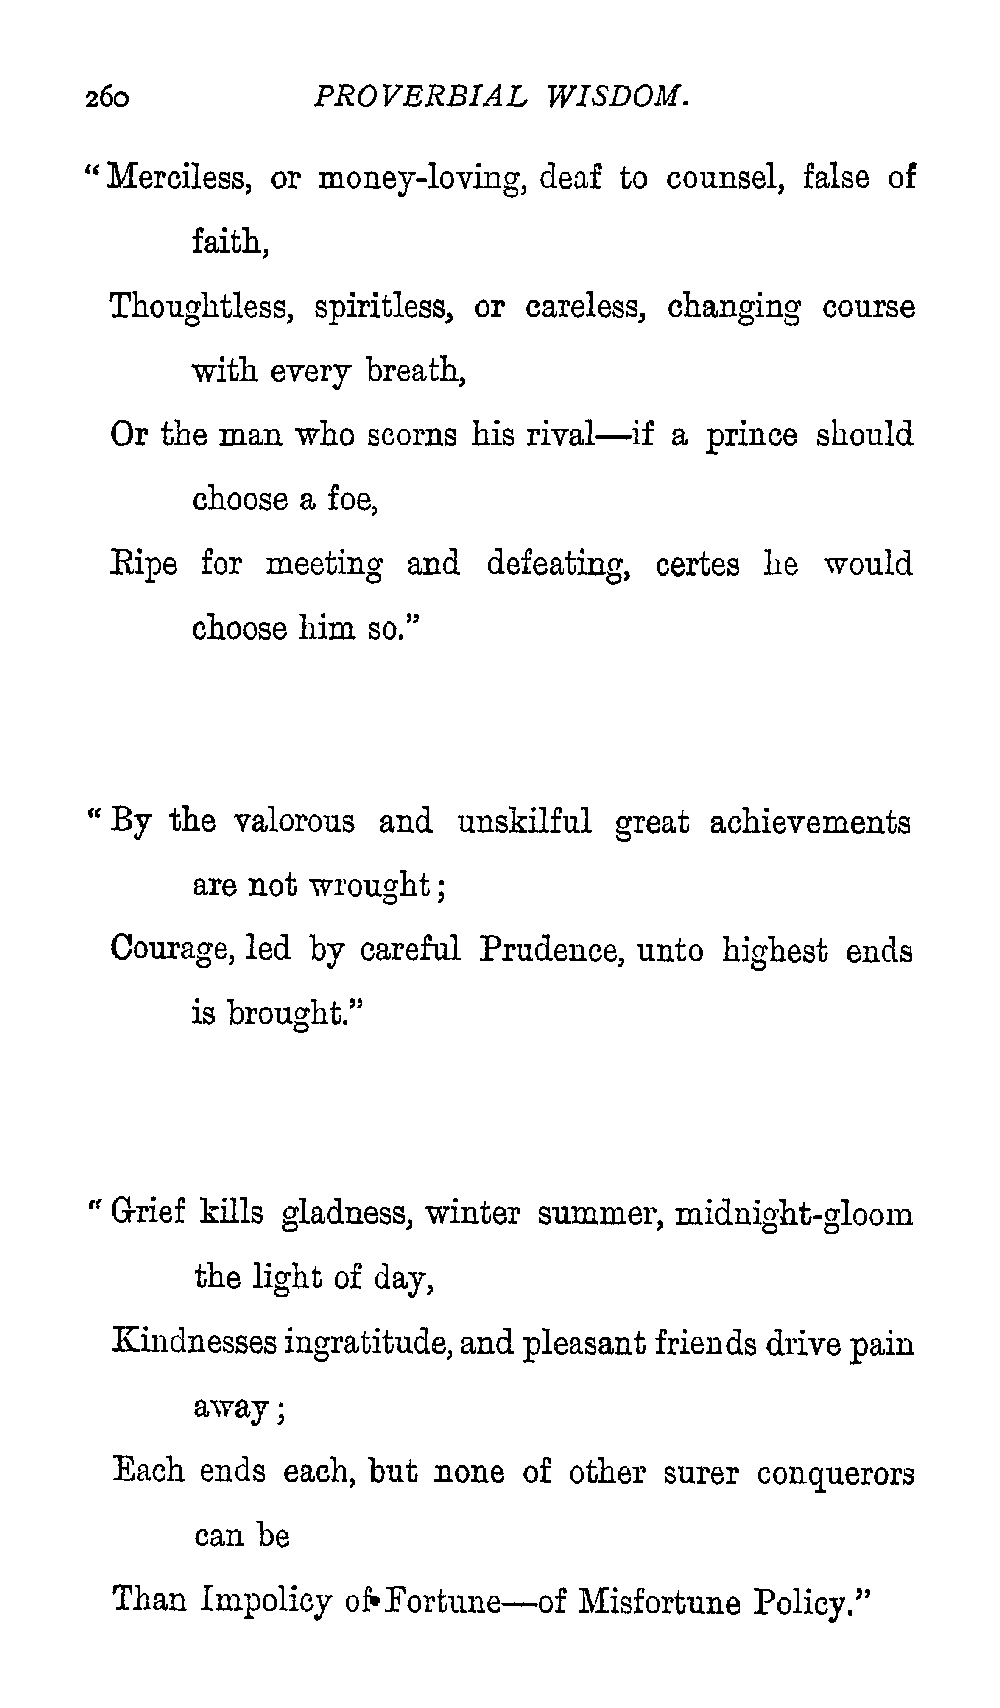 260 PROVERBIAL WISDOM.
“Merciless, or money-loving, deaf to counsel, false of
faith,
Thoughtless, spiritless, or careless, changing course
with every breath,
Or the man who scorns his rival—if a prince should
choose a foe,
Ripe for meeting and defeating, certes he would
choose him so.”
“By the valorous and unskilful great achievements
are not wrought;
Courage, led by careful Prudence, unto highest ends
is brought.”
“Grief kills gladness, winter summer, midnight-gloom
the light of day,
Kindnesses ingratitude, and pleasant friends drive pain
away;
Each ends each, but none of other surer conquerors
can be
Than Impolicy of Fortune—of Misfortune Policy.”